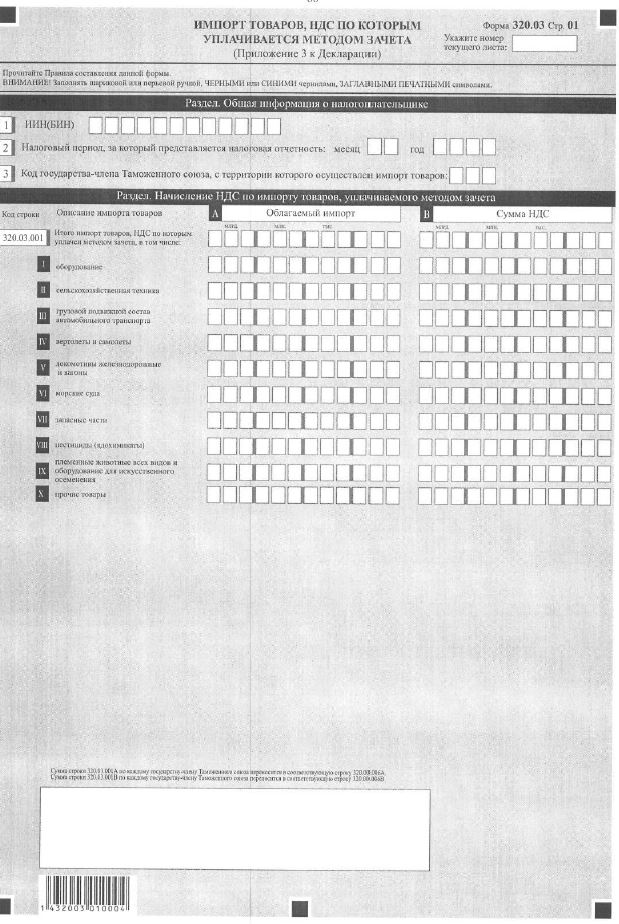 ИМПОРТ ТОВАРОВ, НДС ПО КОТОРЫМ
УПЛАЧИВАЕТСЯ МЕТОДОМ ЗАЧЕТА
(Приложение 3 к Декларации)
Форма 320.03 Стр. 01
Укажите номер
текущего листа:
Прочитайте Правила составления данной формы.
ВНИМАНИЕ! Заполнять шариковой или перьевой ручкой, ЧЕРНЫМИ или СИНИМИ чернилами, ЗАГЛАВНЫМИ ПЕЧАТНЫМИ символами.
Раздел. Общая информация о налогоплательщике
1 ИИН(БИН)
2 Налоговый период, за который представляется налоговая отчетность: месяц год
3 Код государства-члена Таможенного союза, с территории которого осуществлен импорт товаров:
Раздел. Начисление НДС по импорту товаров, уплачиваемого методом зачета
Код строки Описание импорта товаров A Облагаемый импорт B Сумма НДС
млрд. млн. тыс. млрд. млн. тыс.
320.03.001 Итого импорт товаров, НДС по которым
уплачен методом зачета, в том числе:
I оборудование
II сельскохозяйственная техника
III грузовой подвижной состав
автомобильного транспорта
IV вертолеты и самолеты
V локомотивы железнодорожные
и вагоны
VI морские суда
VII запасные части
VIII пестициды (ядохимикаты)
IX племенные животные всех видов и
оборудование для искусственного
осеменения
X прочие товары
Сумма строки 320.03.001А по каждому государству-члену Таможенного союза переносится в соответствующую строку 320.00.006А.
Сумма строки 320.03.001В по каждому государству-члену Таможенного союза переносится в соответствующую строку 320.00.006В.
1 432003 010004